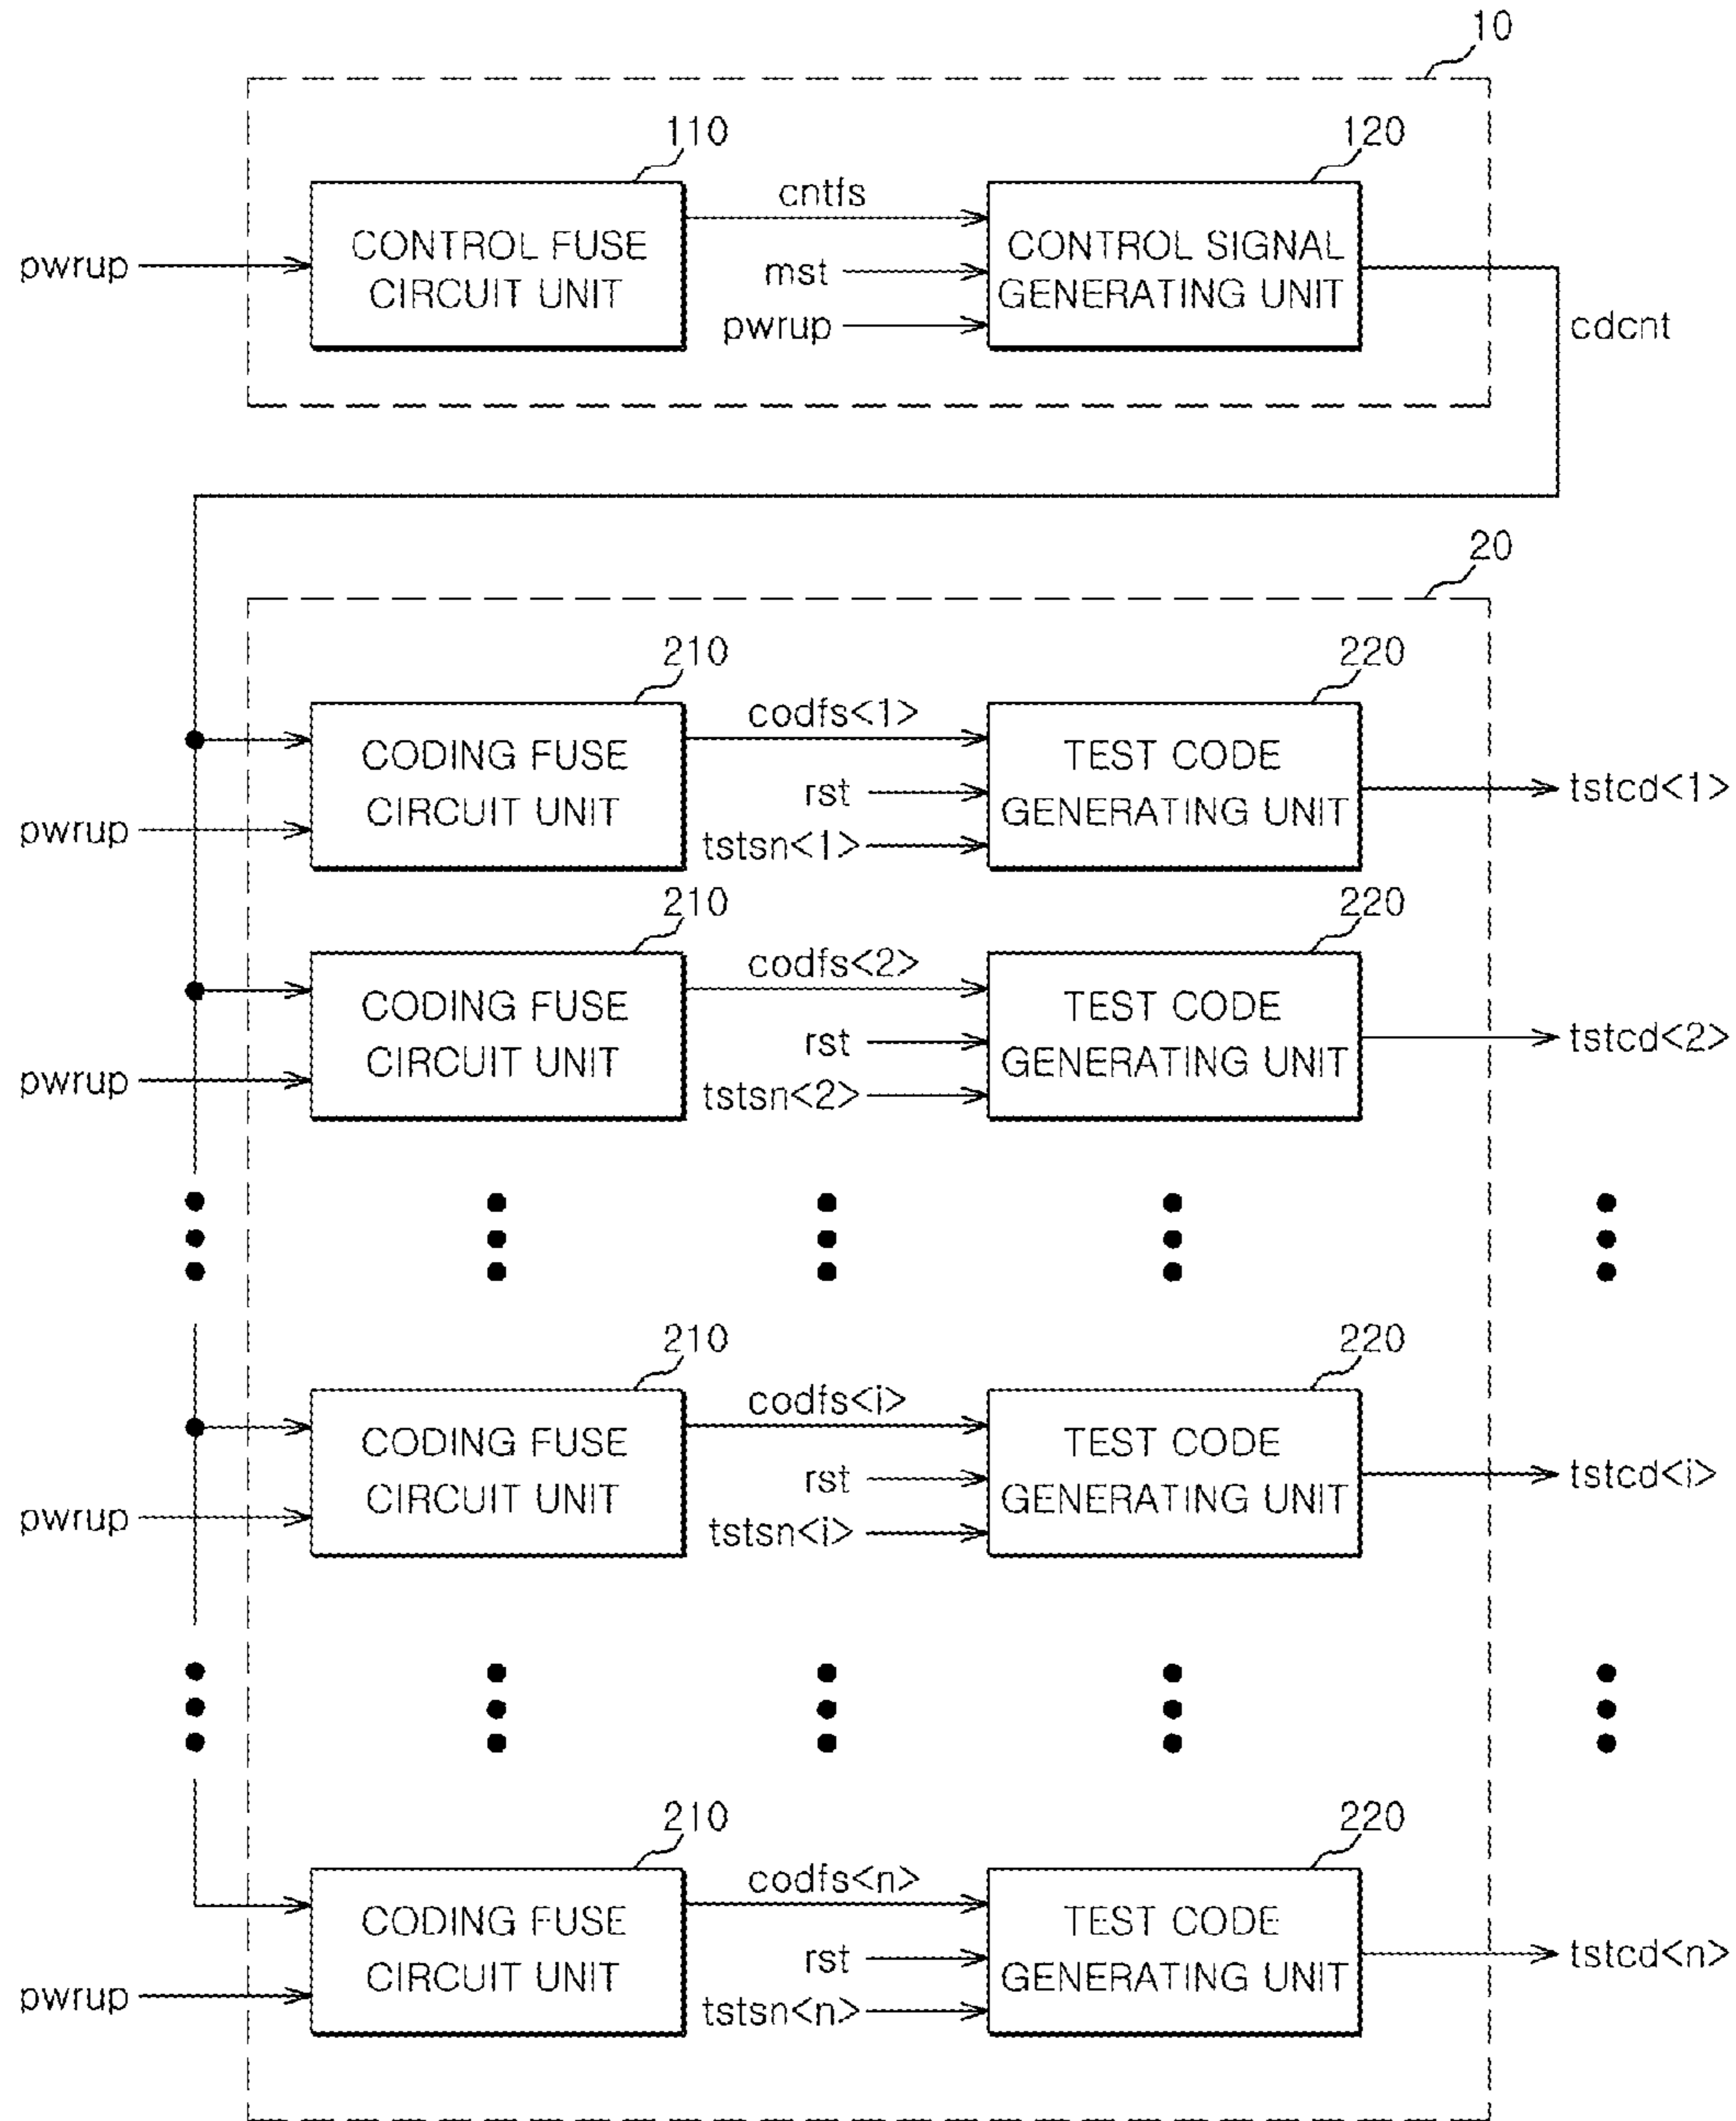 10
110
120
cntfs
CONTROL FUSE
CIRCUIT UNIT
CONTROL SIGNAL
GENERATING UNIT
pwrup
mst
pwrup
cdcnt
20
210
220
codfs<1>
CODING FUSE
CIRCUIT UNIT
TEST CODE
GENERATING UNIT
rst
tstsn<1>
tstcd<1>
pwrup
210
220
codfs<2>
CODING FUSE
CIRCUIT UNIT
TEST CODE
GENERATING UNIT
rst
tstsn<2>
tstcd<2>
pwrup
210
220
codfs<i>
CODING FUSE
CIRCUIT UNIT
TEST CODE
GENERATING UNIT
rst
tstsn<i>
tstcd<i>
pwrup
210
220
codfs<n>
CODING FUSE
CIRCUIT UNIT
TEST CODE
GENERATING UNIT
rst
tstsn<n>
tstcd<n>
pwrup